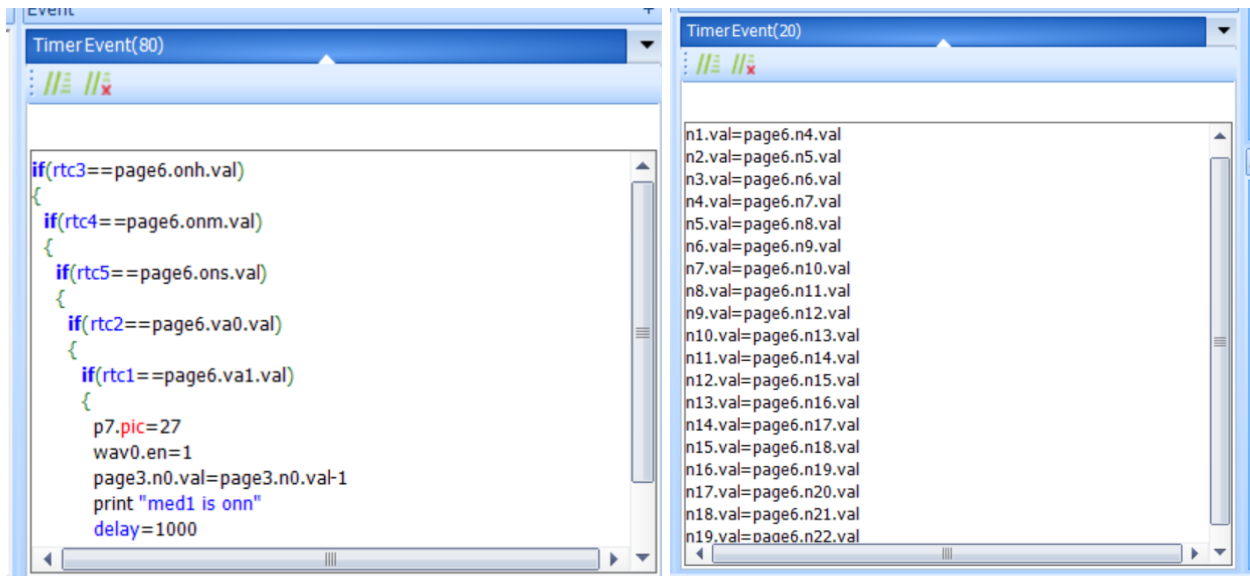 Event
TimerEvent(80)
if(rtc3==page6.onh.val)
{
if(rtc4==page6.onm.val)
{
if(rtc5==page6.ons.val)
{
if(rtc2==page6.va0.val)
{
if(rtc1==page6.va1.val)
{
p7.pic=27
wav0.en=1
page3.n0.val=page3.n0.val-1
print "med1 is onn"
delay=1000
TimerEvent(20)
n1.val=page6.n4.val
n2.val=page6.n5.val
n3.val=page6.n6.val
n4.val=page6.n7.val
n5.val=page6.n8.val
n6.val=page6.n9.val
n7.val=page6.n10.val
n8.val=page6.n11.val
n9.val=page6.n12.val
n10.val=page6.n13.val
n11.val=page6.n14.val
n12.val=page6.n15.val
n13.val=page6.n16.val
n14.val=page6.n17.val
n15.val=page6.n18.val
n16.val=page6.n19.val
n17.val=page6.n20.val
n18.val=page6.n21.val
n19.val=page6.n22.val